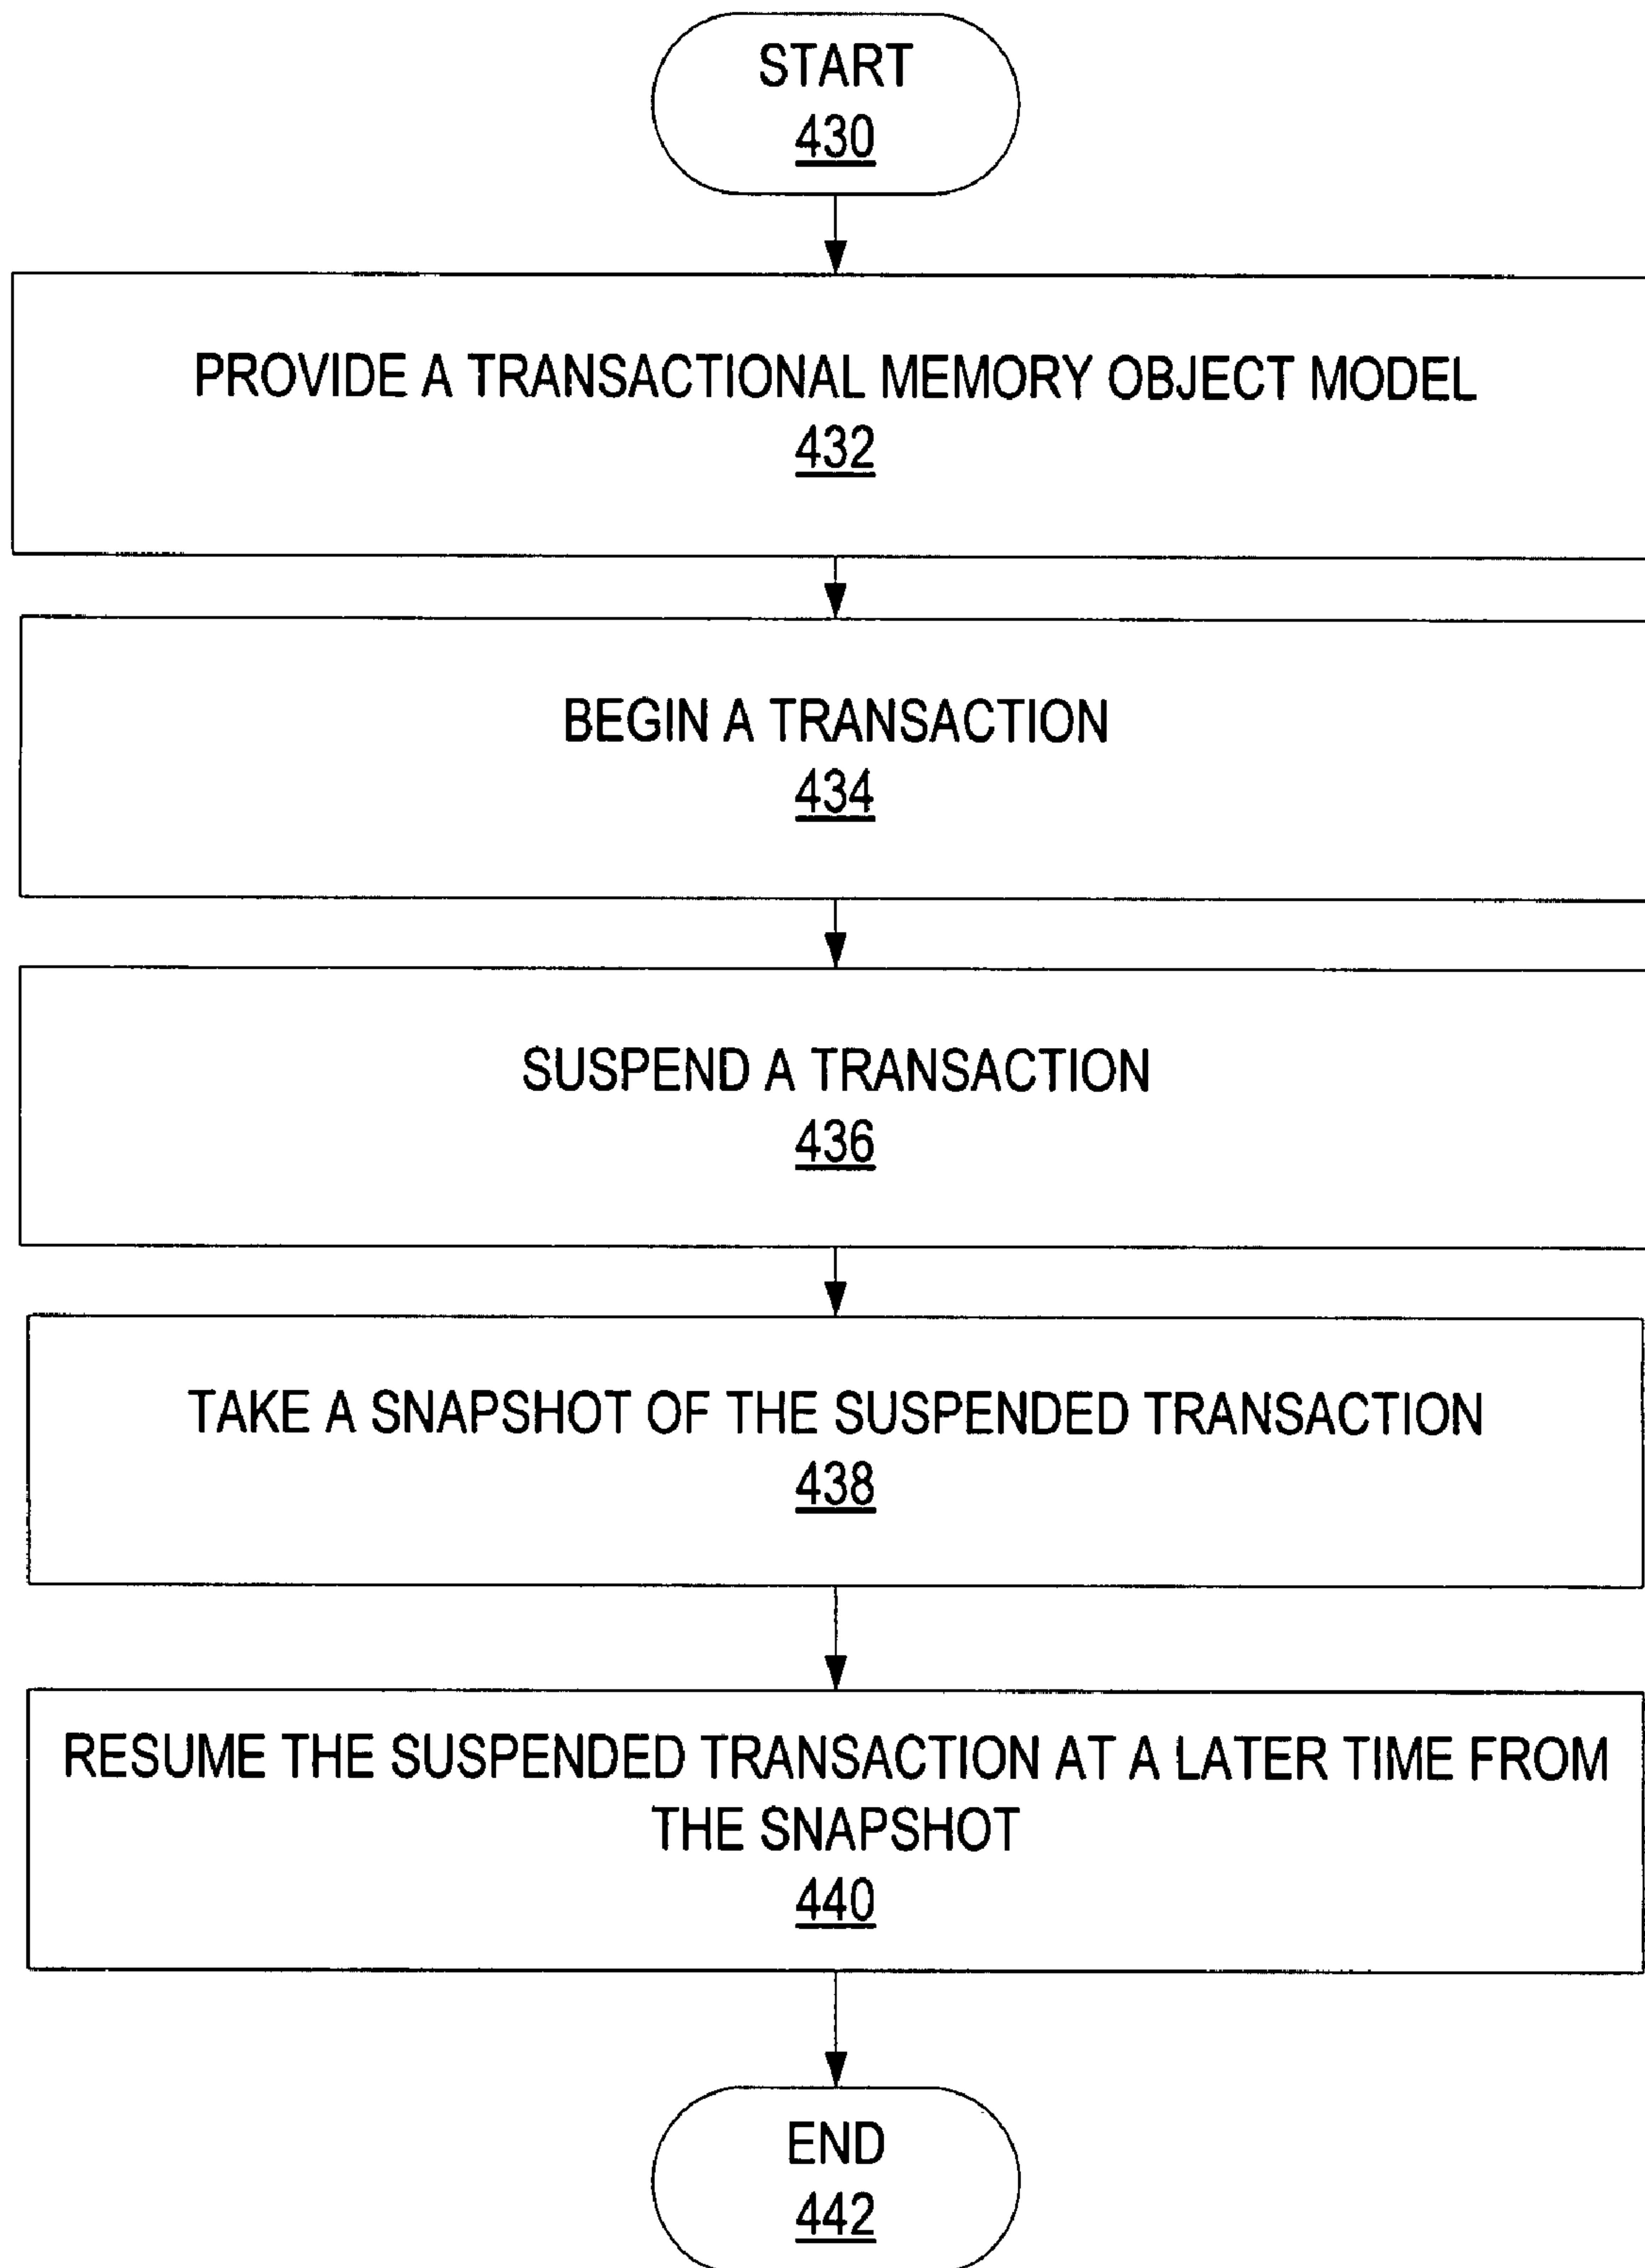 START
430
PROVIDE A TRANSACTIONAL MEMORY OBJECT MODEL
432
BEGIN A TRANSACTION
434
SUSPEND A TRANSACTION
436
TAKE A SNAPSHOT OF THE SUSPENDED TRANSACTION
438
RESUME THE SUSPENDED TRANSACTION AT A LATER TIME FROM
THE SNAPSHOT
440
END
442